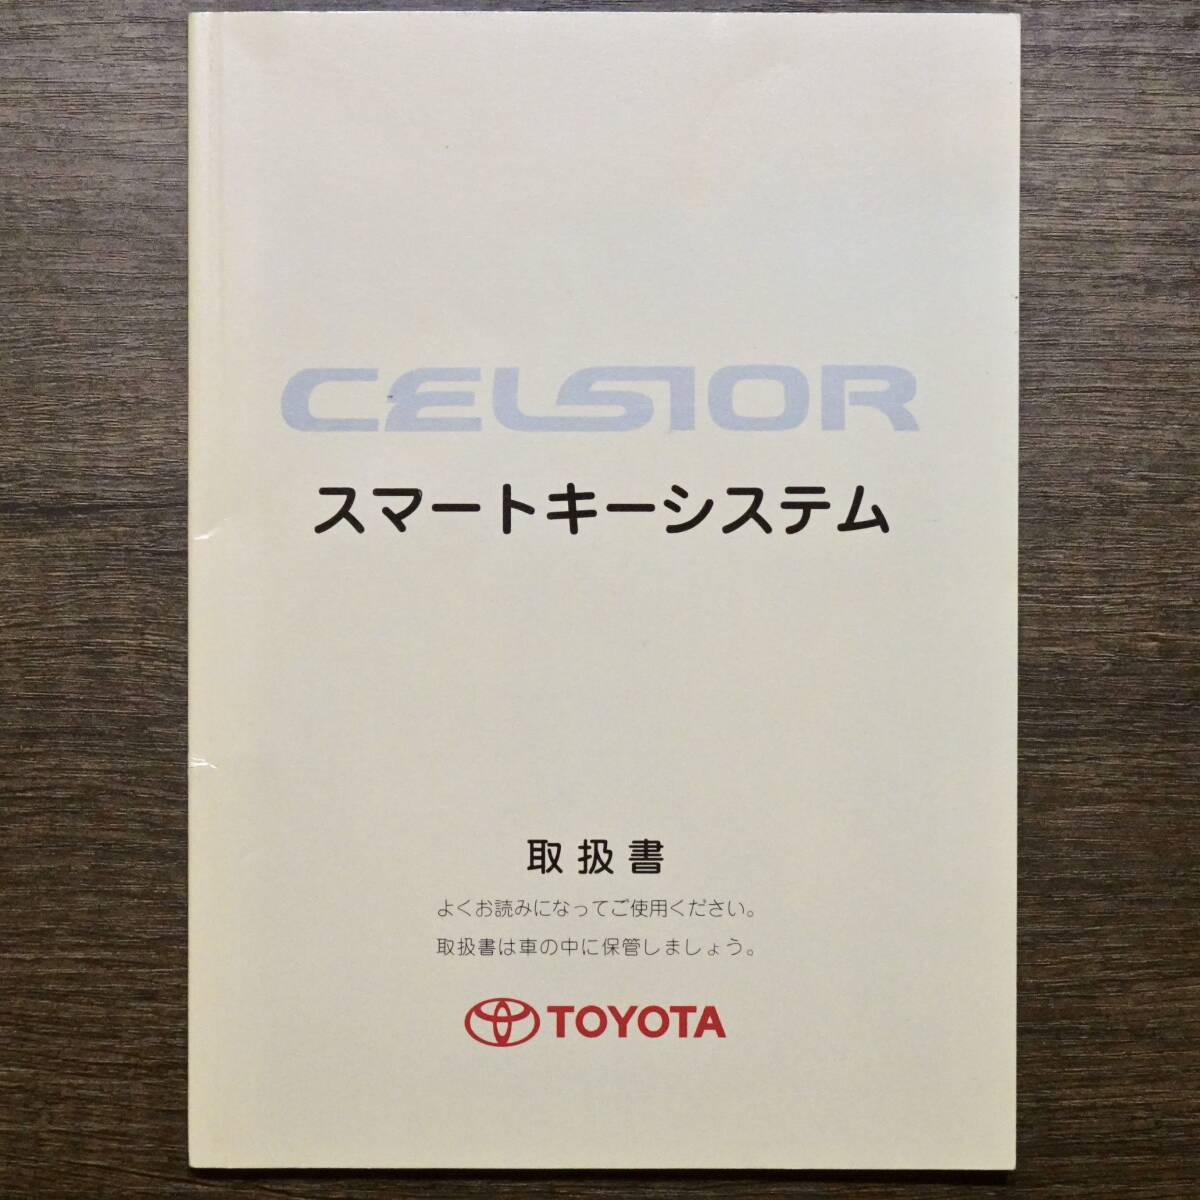 CELSIOR
スマートキーシステム
取扱書
よくお読みになってご使用ください。
取扱書は車の中に保管しましょう。
TOYOTA